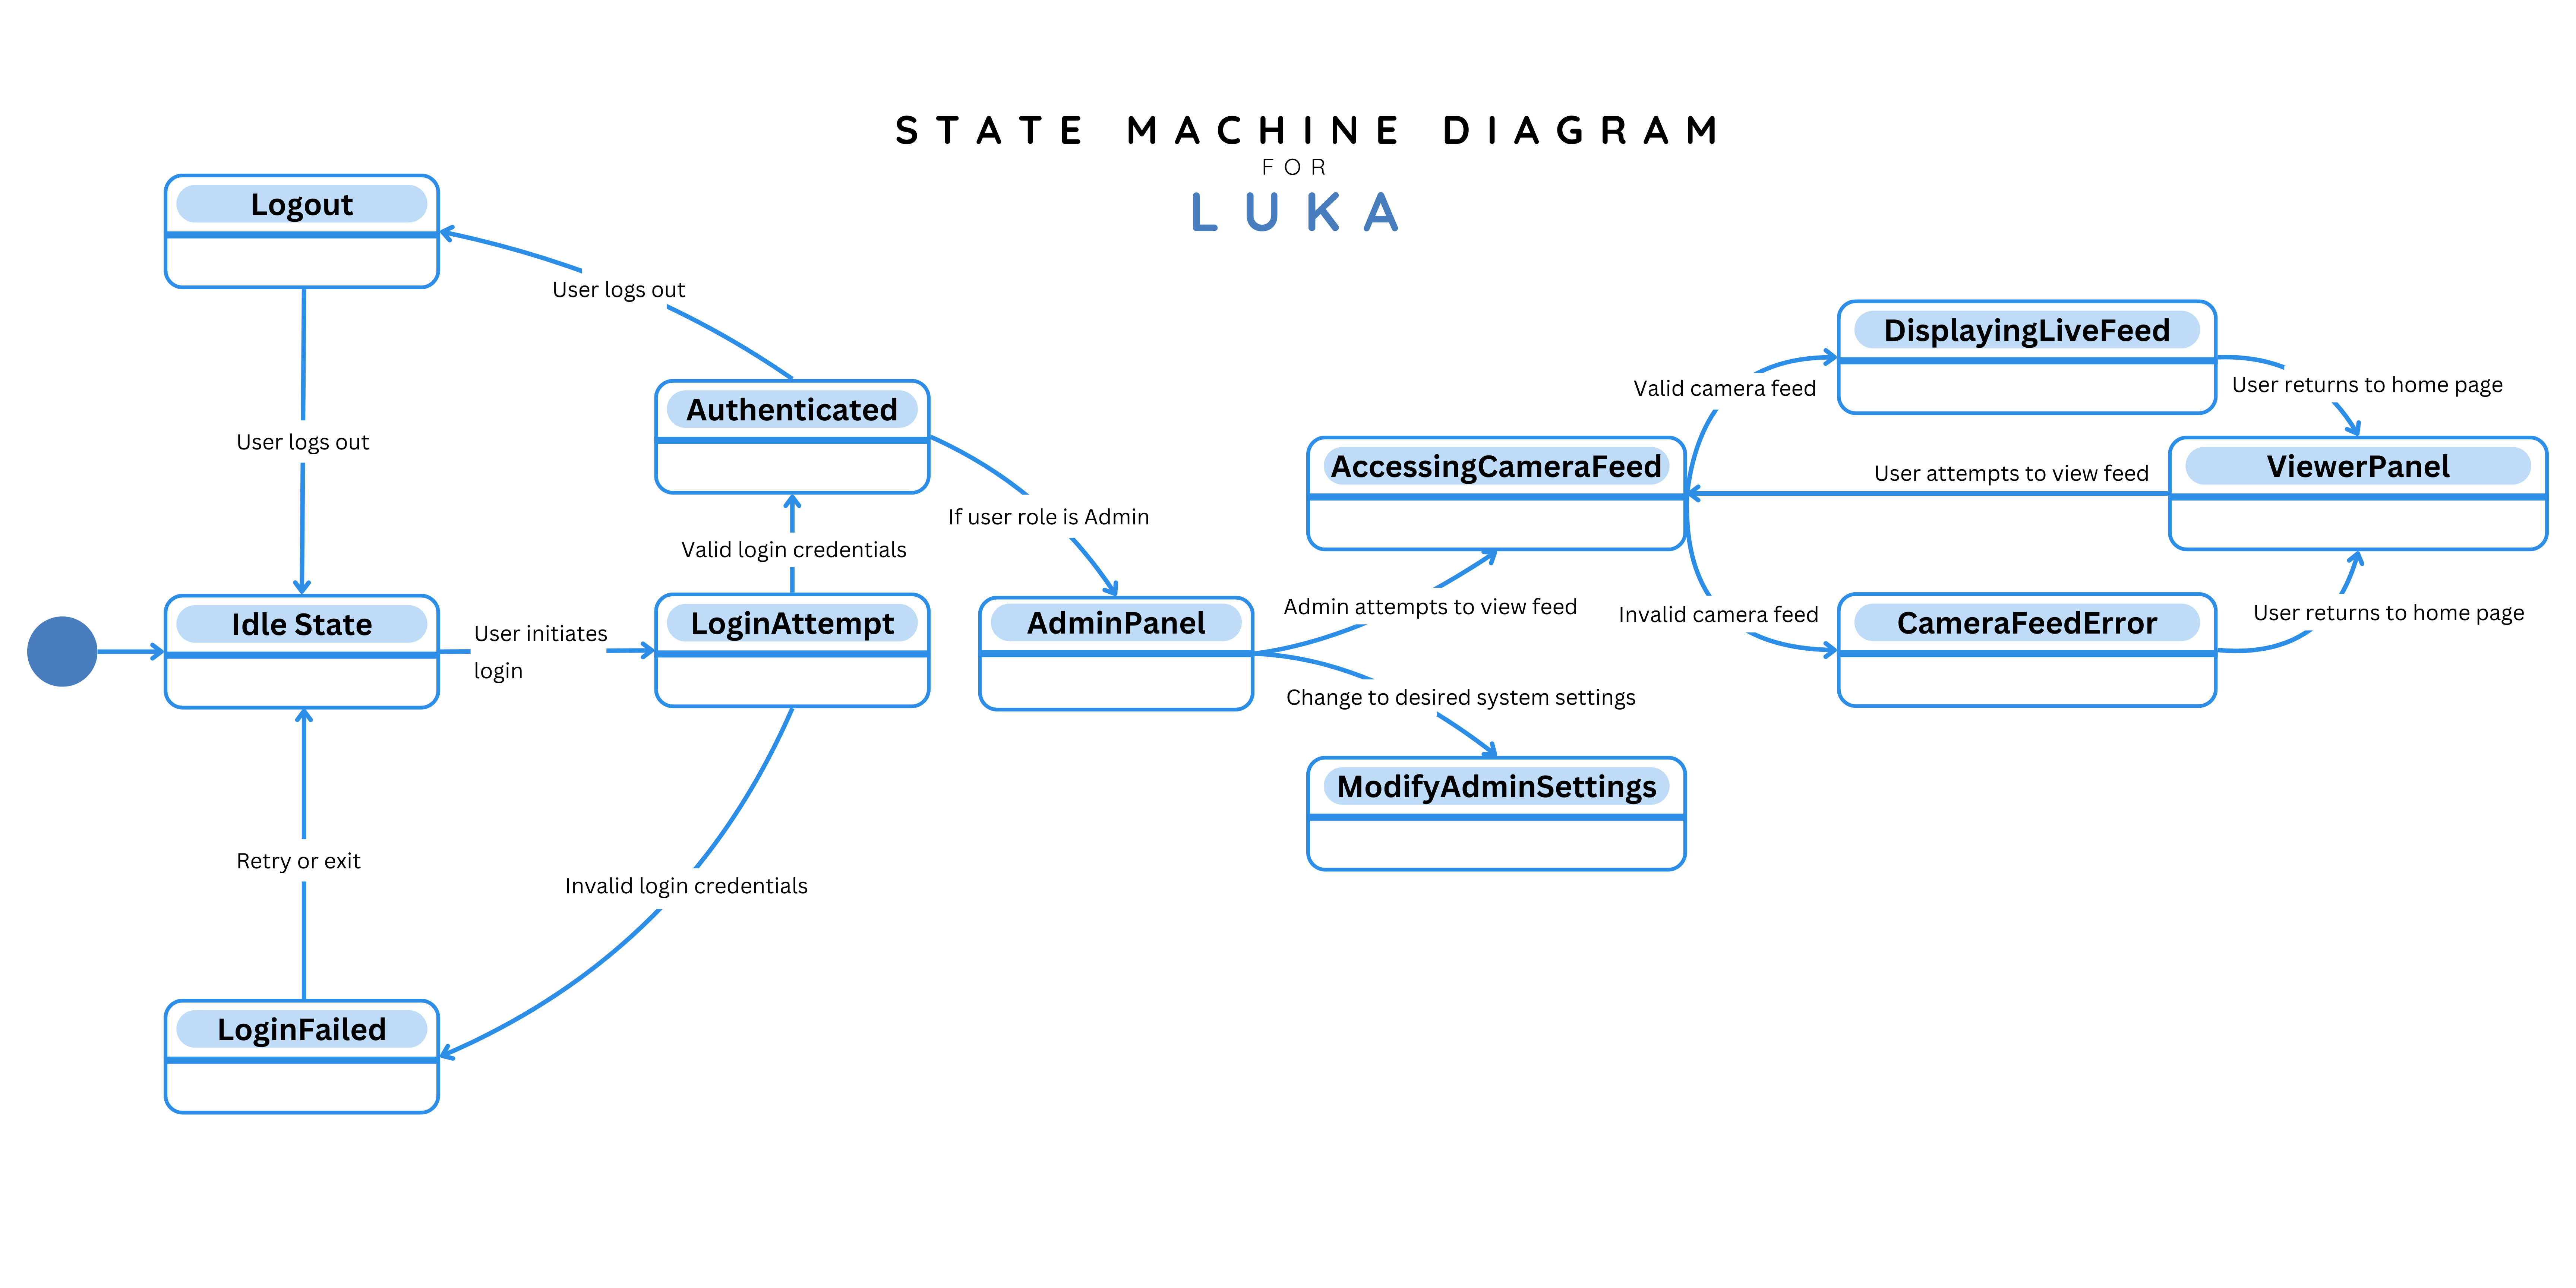 STATE MACHINE DIAGRAM
FOR
LUKA
Logout
User logs out
User logs out
Authenticated
If user role is Admin
Valid login credentials
Idle State
User initiates
login
LoginAttempt
AdminPanel
Retry or exit
Invalid login credentials
LoginFailed
Admin attempts to view feed
Change to desired system settings
AccessingCameraFeed
ModifyAdminSettings
Valid camera feed
Invalid camera feed
DisplayingLiveFeed
User returns to home page
User attempts to view feed
ViewerPanel
CameraFeedError
User returns to home page